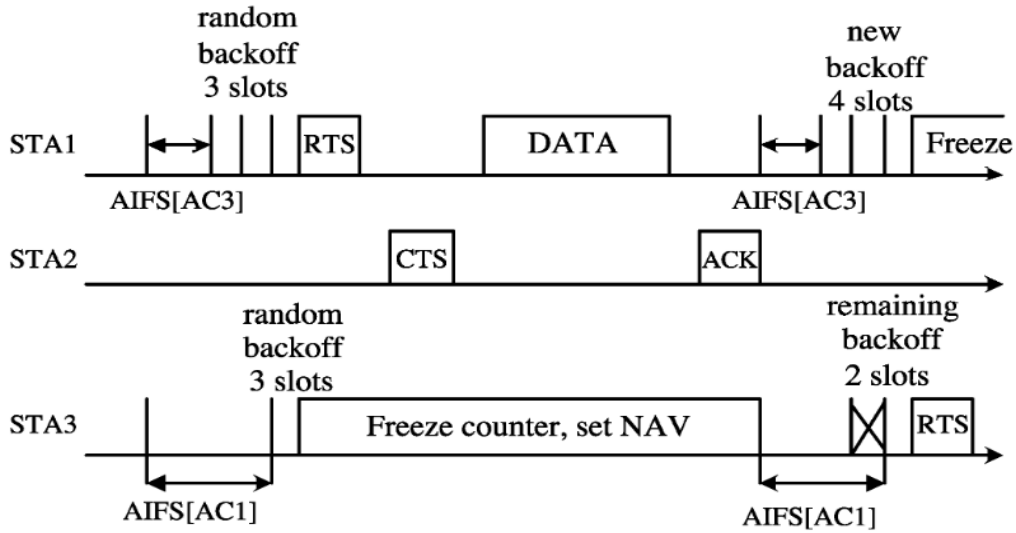 random
backoff
3 slots
new
backoff
4 slots
STA1
RTS
DATA
Freeze
AIFS[AC3]
AIFS[AC3]
STA2
CTS
ACK
random
backoff
3 slots
remaining
backoff
2 slots
STA3
Freeze counter, set NAV
RTS
AIFS[AC1]
AIFS[AC1]